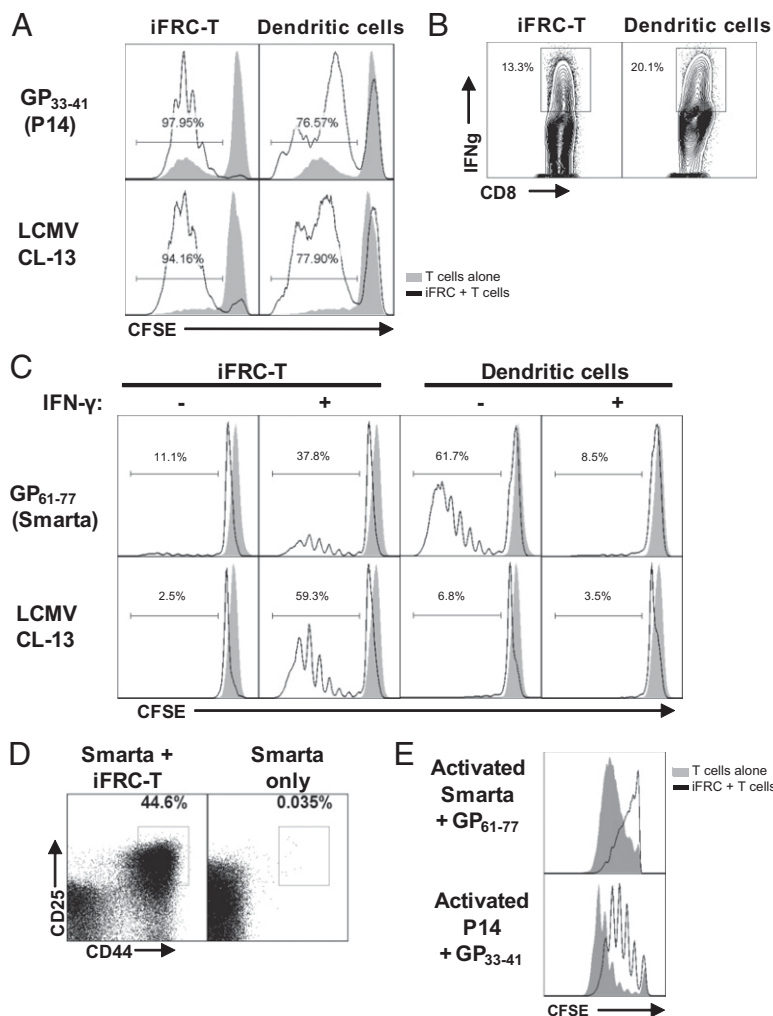 A
iFRC-T
Dendritic cells
GP33-41
(P14)
97.95%
76.57%
LCMV
CL-13
94.16%
77.90%
T cells alone
iFRC + T cells
CFSE
B
iFRC-T
Dendritic cells
13.3%
20.1%
IFNg
CD8
C
iFRC-T
Dendritic cells
IFN-γ:
-
+
-
+
GP61-77
(Smarta)
11.1%
37.8%
61.7%
8.5%
LCMV
CL-13
2.5%
59.3%
6.8%
3.5%
CFSE
D
Smarta +
iFRC-T
Smarta
only
44.6%
0.035%
CD25
CD44
E
Activated
Smarta
+ GP61-77
T cells alone
iFRC + T cells
Activated
P14
+ GP33-41
CFSE